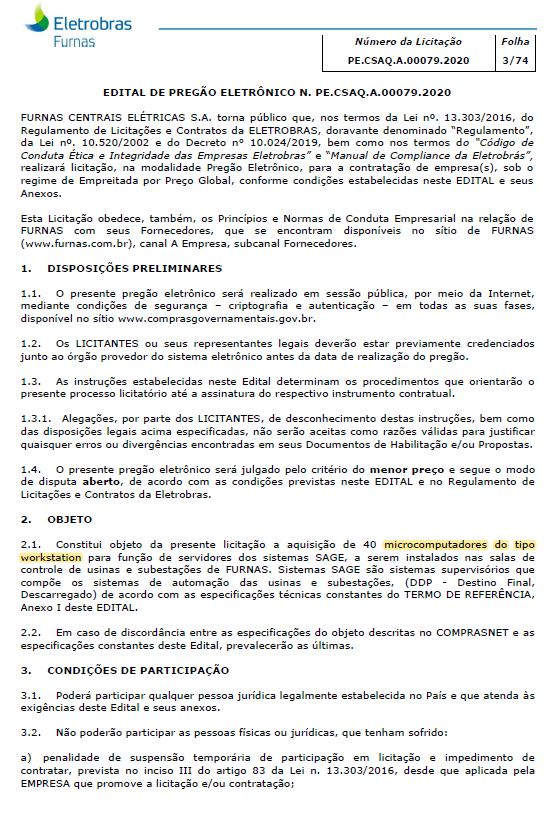 Eletrobras
Furnas
Número da Licitação
Folha
PE.CSAQ.A.00079.2020
3/74
EDITAL DE PREGÃO ELETRÔNICO N. PE.CSAQ.A.00079.2020
FURNAS CENTRAIS ELÉTRICAS S.A. torna público que, nos termos da Lei nº. 13.303/2016, do
Regulamento de Licitações e Contratos da ELETROBRAS, doravante denominado “Regulamento”,
da Lei nº. 10.520/2002 e do Decreto n° 10.024/2019, bem como nos termos do “Código de
Conduta Ética e Integridade das Empresas Eletrobras” e “Manual de Compliance da Eletrobrás”,
realizará licitação, na modalidade Pregão Eletrônico, para a contratação de empresa(s), sob o
regime de Empreitada por Preço Global, conforme condições estabelecidas neste EDITAL e seus
Anexos.
Esta Licitação obedece, também, os Princípios e Normas de Conduta Empresarial na relação de
FURNAS com seus Fornecedores, que se encontram disponíveis no sítio de FURNAS
(www.furnas.com.br), canal A Empresa, subcanal Fornecedores.
1. DISPOSIÇÕES PRELIMINARES
1.1. O presente pregão eletrônico será realizado em sessão pública, por meio da Internet,
mediante condições de segurança – criptografia e autenticação – em todas as suas fases,
disponível no sítio www.comprasgovernamentais.gov.br.
1.2. Os LICITANTES ou seus representantes legais deverão estar previamente credenciados
junto ao órgão provedor do sistema eletrônico antes da data de realização do pregão.
1.3. As instruções estabelecidas neste Edital determinam os procedimentos que orientarão o
presente processo licitatório até a assinatura do respectivo instrumento contratual.
1.3.1. Alegações, por parte dos LICITANTES, de desconhecimento destas instruções, bem como
das disposições legais acima especificadas, não serão aceitas como razões válidas para justificar
quaisquer erros ou divergências encontradas em seus Documentos de Habilitação e/ou Propostas.
1.4. O presente pregão eletrônico será julgado pelo critério do menor preço e segue o modo
de disputa aberto, de acordo com as condições previstas neste EDITAL e no Regulamento de
Licitações e Contratos da Eletrobras.
2. OBJETO
2.1. Constitui objeto da presente licitação a aquisição de 40 microcomputadores do tipo
workstation para função de servidores dos sistemas SAGE, a serem instalados nas salas de
controle de usinas e subestações de FURNAS. Sistemas SAGE são sistemas supervisórios que
compõe os sistemas de automação das usinas e subestações, (DDP - Destino Final,
Descarregado) de acordo com as especificações técnicas constantes do TERMO DE REFERÊNCIA,
Anexo I deste EDITAL.
2.2. Em caso de discordância entre as especificações do objeto descritas no COMPRASNET e as
especificações constantes deste Edital, prevalecerão as últimas.
3. CONDIÇÕES DE PARTICIPAÇÃO
3.1. Poderá participar qualquer pessoa jurídica legalmente estabelecida no País e que atenda às
exigências deste Edital e seus anexos.
3.2. Não poderão participar as pessoas físicas ou jurídicas, que tenham sofrido:
a) penalidade de suspensão temporária de participação em licitação e impedimento de
contratar, prevista no inciso III do artigo 83 da Lei n. 13.303/2016, desde que aplicada pela
EMPRESA que promove a licitação e/ou contratação;